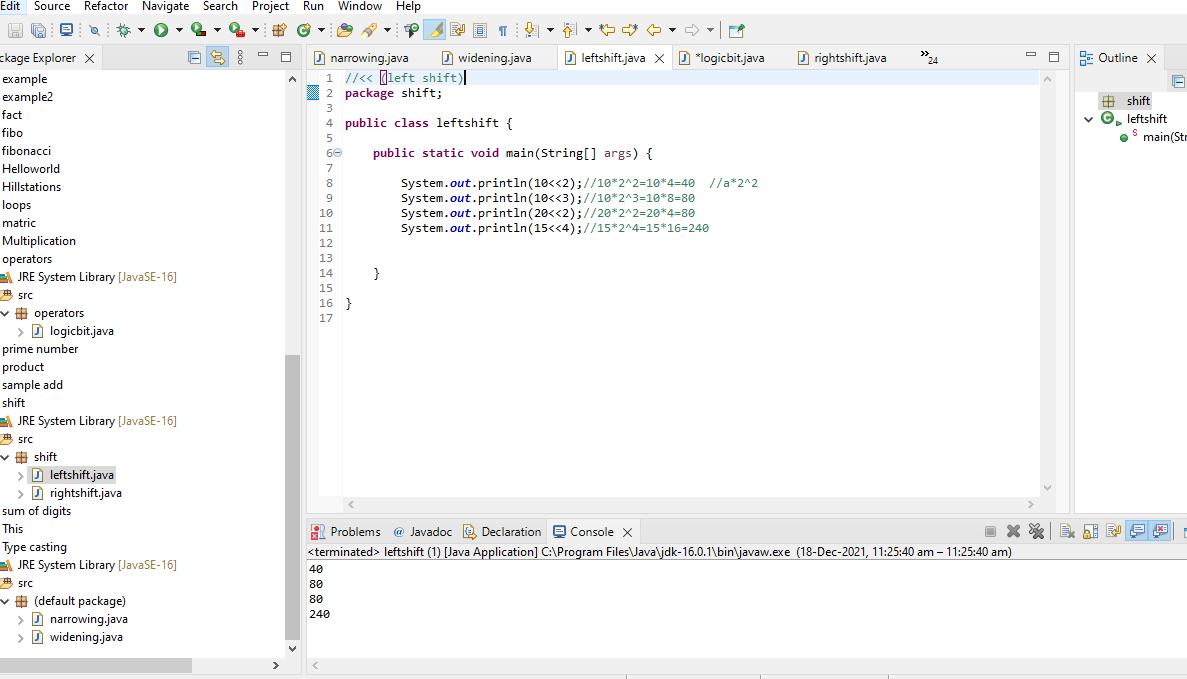 Edit Source Refactor Navigate Search Project Run Window Help
ckage Explorer
example
example2
fact
fibo
fibonacci
Helloworld
Hillstations
loops
matric
Multiplication
operators
JRE System Library [JavaSE-16]
src
operators
logicbit.java
prime number
product
sample add
shift
JRE System Library [JavaSE-16]
src
shift
leftshift.java
rightshift.java
sum of digits
This
Type casting
JRE System Library [JavaSE-16]
src
(default package)
narrowing.java
widening.java
narrowing.java widening.java leftshift.java *logicbit.java rightshift.java »24
1 //<< (left shift)
2 package shift;
3
4 public class leftshift {
5
6 public static void main(String[] args) {
7
8 System.out.println(10<<2);//10*2^2=10*4=40  //a*2^2
9 System.out.println(10<<3);//10*2^3=10*8=80
10 System.out.println(20<<2);//20*2^2=20*4=80
11 System.out.println(15<<4);//15*2^4=15*16=240
12
13
14 }
15
16 }
17
Outline
shift
leftshift
S main(Str
Problems @ Javadoc Declaration Console
<terminated> leftshift (1) [Java Application] C:\Program Files\Java\jdk-16.0.1\bin\javaw.exe (18-Dec-2021, 11:25:40 am – 11:25:40 am)
40
80
80
240